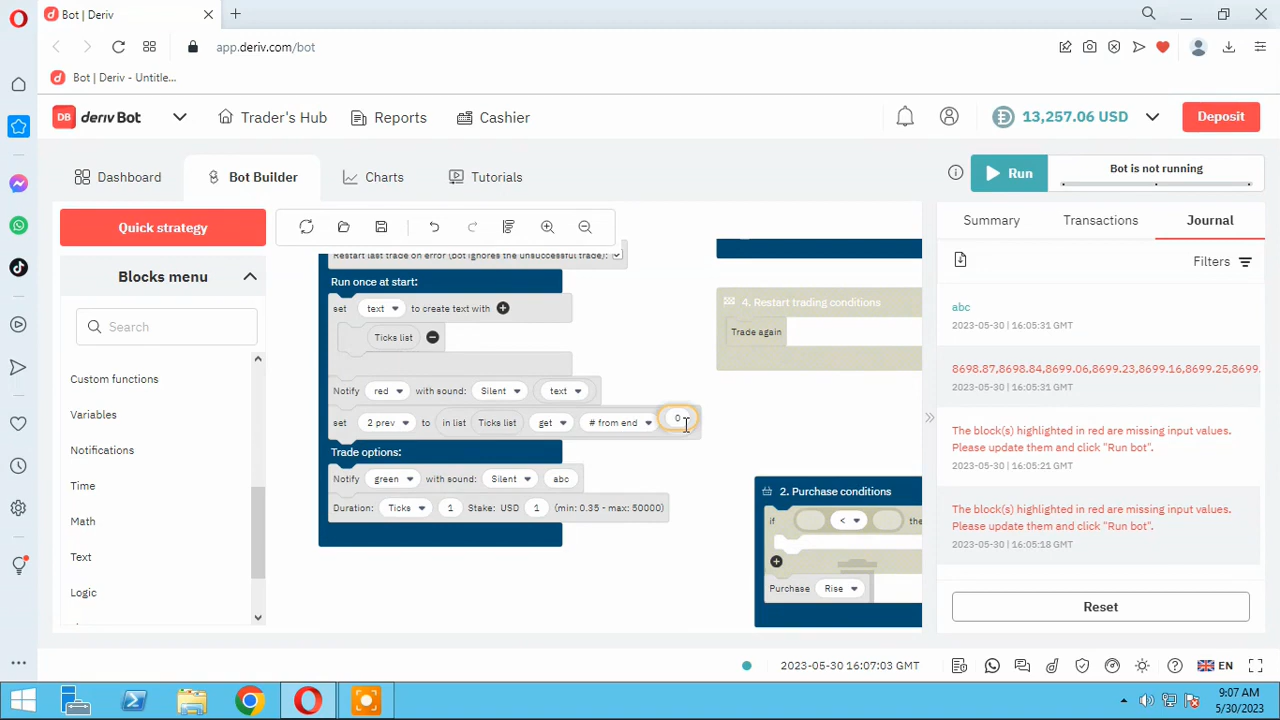 Bot | Deriv
app.deriv.com/bot
Bot | Deriv - Untitle...
DB deriv Bot
Trader's Hub
Reports
Cashier
13,257.06 USD
Deposit
Dashboard
Bot Builder
Charts
Tutorials
Run
Bot is not running
Quick strategy
Summary
Transactions
Journal
Blocks menu
Search
Custom functions
Variables
Notifications
Time
Math
Text
Logic
Restart last trade on error (bot ignores the unsuccessful trade):
Run once at start:
set text to create text with
Ticks list
Notify red with sound: Silent text
set 2 prev to in list Ticks list get # from end 0
Trade options:
Notify green with sound: Silent abc
Duration: Ticks 1 Stake: USD 1 (min: 0.35 - max: 50000)
4. Restart trading conditions
Trade again
2. Purchase conditions
if < the
Purchase Rise
Filters
abc
2023-05-30 | 16:05:31 GMT
8698.87,8698.84,8699.06,8699.23,8699.16,8699.25,8699.
2023-05-30 | 16:05:31 GMT
The block(s) highlighted in red are missing input values.
Please update them and click "Run bot".
2023-05-30 | 16:05:21 GMT
The block(s) highlighted in red are missing input values.
Please update them and click "Run bot".
2023-05-30 | 16:05:18 GMT
Reset
2023-05-30 16:07:03 GMT
EN
9:07 AM
5/30/2023